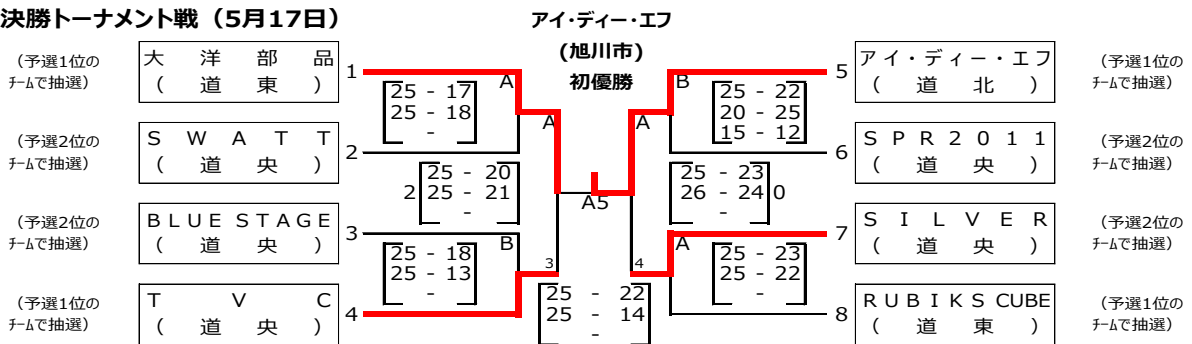 決勝トーナメント戦（5月17日）
アイ・ディー・エフ
(旭川市)
初優勝
（予選1位の
ﾁｰﾑで抽選）
大洋部品
（道東）
1
A
25 - 17
25 - 18
-
（予選2位の
ﾁｰﾑで抽選）
SWATT
（道央）
2
A
2
25 - 20
25 - 21
-
（予選2位の
ﾁｰﾑで抽選）
BLUE STAGE
（道央）
3
B
25 - 18
25 - 13
-
3
（予選1位の
ﾁｰﾑで抽選）
TVC
（道央）
4
A5
25 - 22
25 - 14
-
B
25 - 22
20 - 25
15 - 12
5
アイ・ディー・エフ
（道北）
（予選1位の
ﾁｰﾑで抽選）
A
6
SPR2011
（道央）
（予選2位の
ﾁｰﾑで抽選）
25 - 23
26 - 24
-
0
7
SILVER
（道央）
（予選2位の
ﾁｰﾑで抽選）
4
A
25 - 23
25 - 22
-
8
RUBIKS CUBE
（道東）
（予選1位の
ﾁｰﾑで抽選）